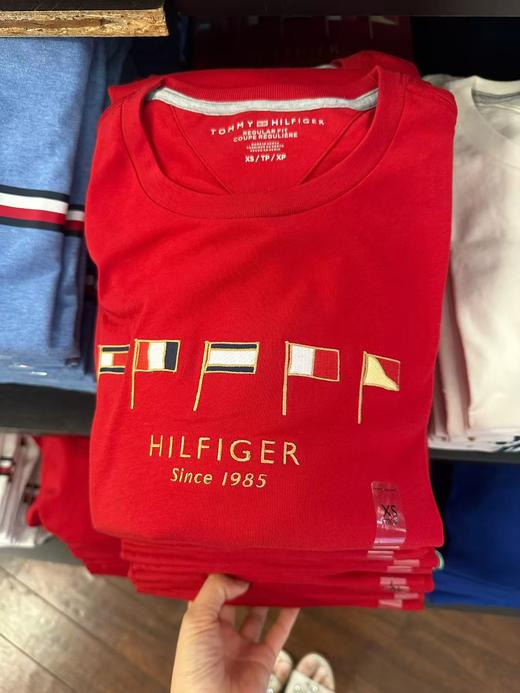 TOMMY HILFIGER
REGULAR FIT
COUPE REGULIERE
XS / TP / XP
HILFIGER
Since 1985
XS